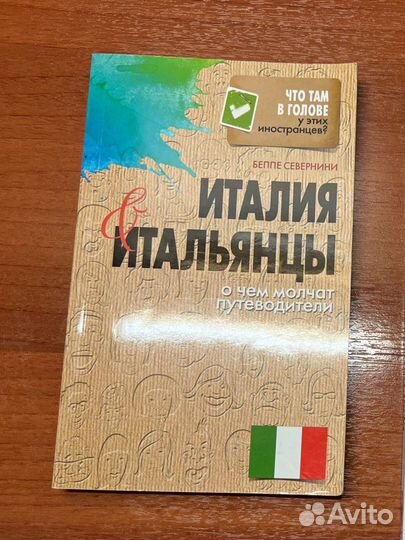 ЧТО ТАМ
В ГОЛОВЕ
у этих
иностранцев?
БЕППЕ СЕВЕРНИНИ
ИТАЛИЯ
&ИТАЛЬЯНЦЫ
о чем молчат
путеводители
Avito